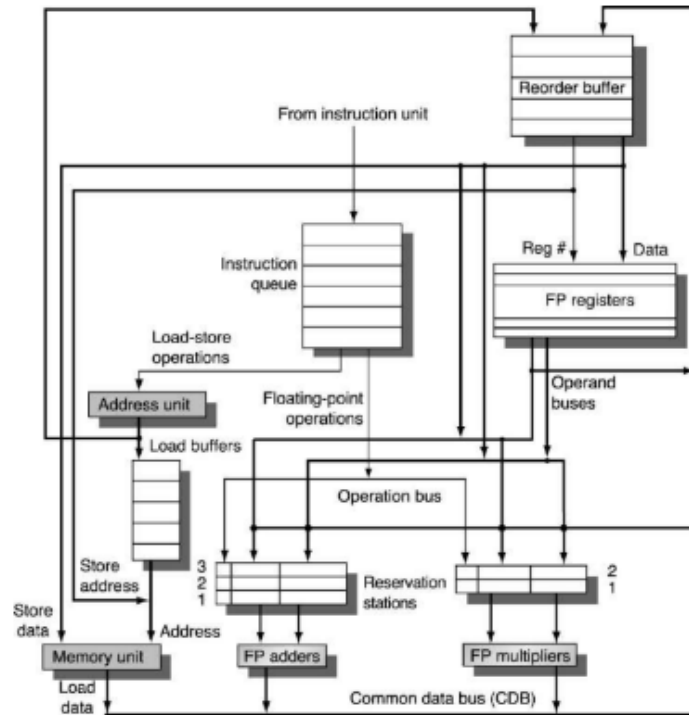 Reorder buffer
From instruction unit
Reg #
Data
Instruction
queue
FP registers
Load-store
operations
Address unit
Floating-point
operations
Operand
buses
Load buffers
Operation bus
Store
address
3
2
1
Reservation
stations
2
1
Store
data
Address
Memory unit
FP adders
FP multipliers
Load
data
Common data bus (CDB)